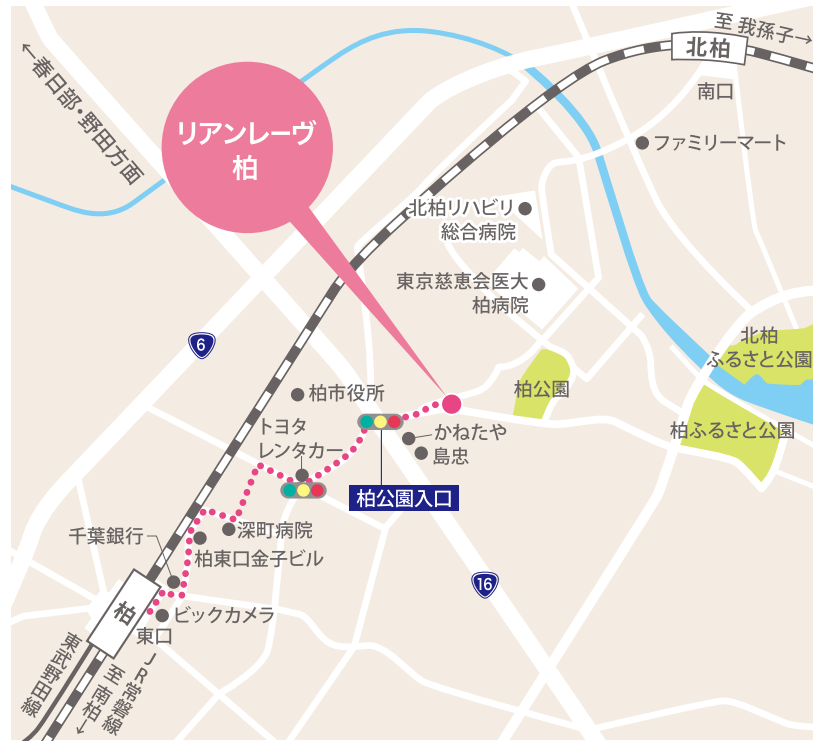 至 我孫子→
北柏
南口
←春日部・野田方面
リアンレーヴ
柏
ファミリーマート
北柏リハビリ
総合病院
東京慈恵会医大
柏病院
6
北柏
ふるさと公園
柏市役所
柏公園
トヨタ
レンタカー
かねたや
島忠
柏ふるさと公園
柏公園入口
千葉銀行
深町病院
柏東口金子ビル
16
柏
ビックカメラ
東口
東武野田線
JR常磐線
至 南柏→